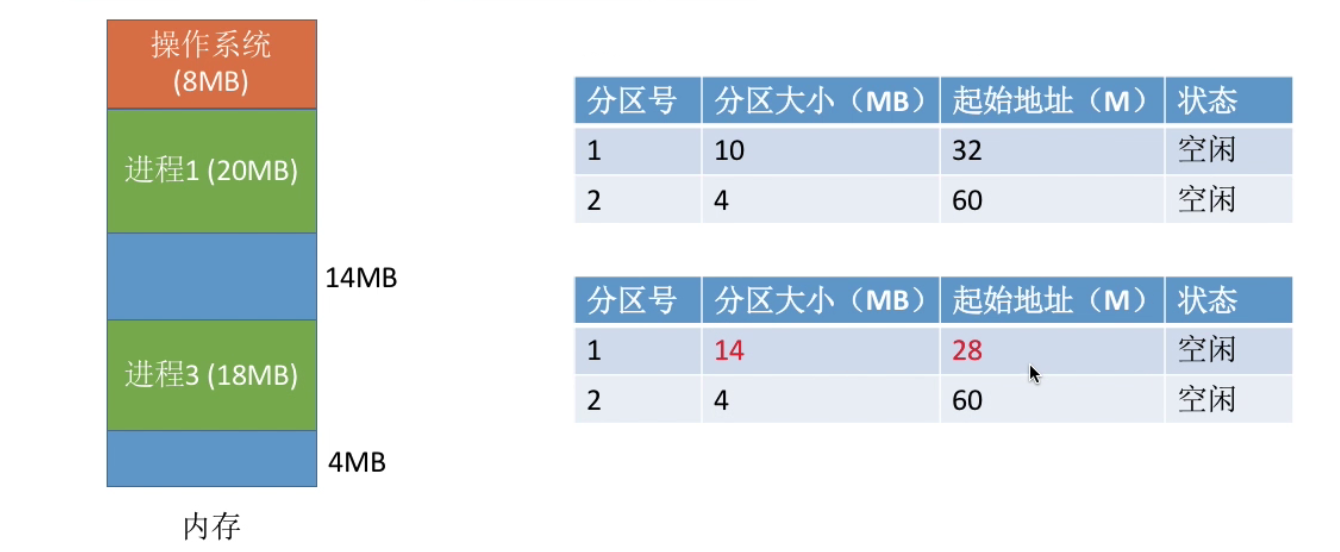 操作系统
(8MB)
进程1 (20MB)
14MB
进程3 (18MB)
4MB
内存
分区号 分区大小（MB） 起始地址（M） 状态
1 10 32 空闲
2 4 60 空闲
分区号 分区大小（MB） 起始地址（M） 状态
1 14 28 空闲
2 4 60 空闲